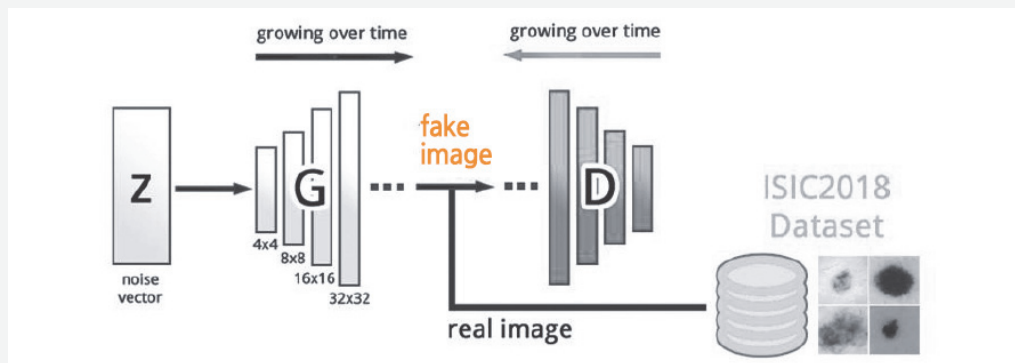 growing over time
growing over time
fake
image
Z
G
D
ISIC2018
Dataset
4x4
8x8
16x16
32x32
noise
vector
real image